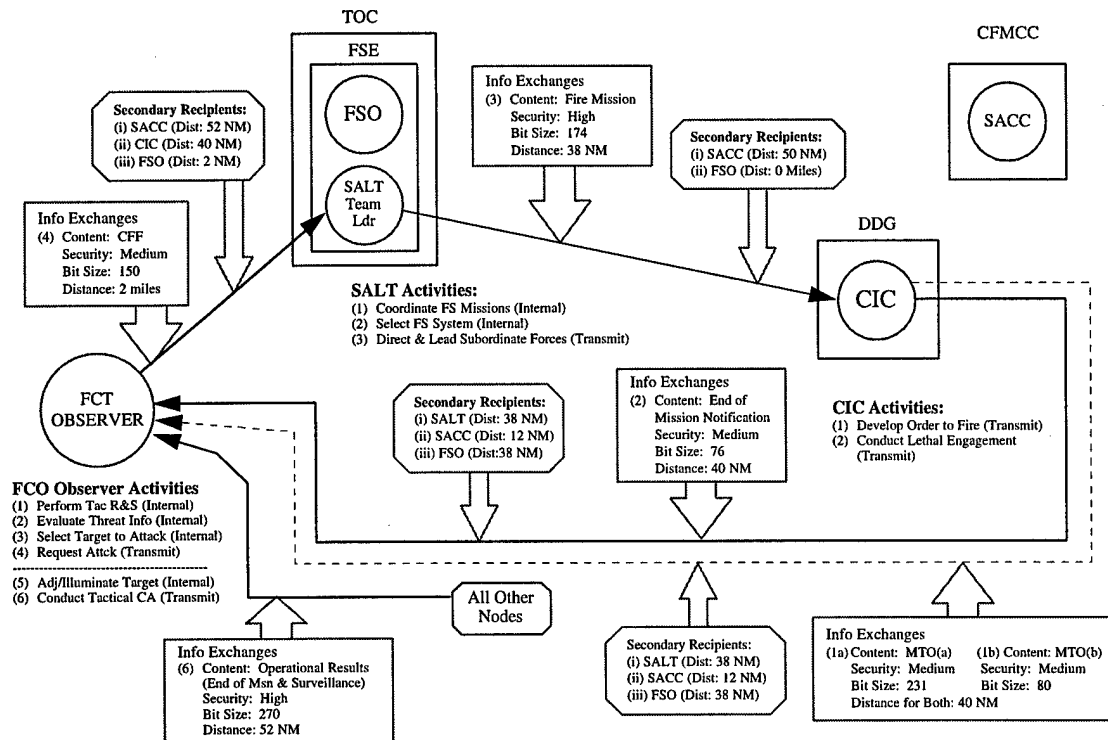 TOC
FSE
FSO
SALT
Team
Ldr
CFMCC
SACC
Info Exchanges
(3) Content: Fire Mission
Security: High
Bit Size: 174
Distance: 38 NM
Secondary Recipients:
(i) SACC (Dist: 52 NM)
(ii) CIC (Dist: 40 NM)
(iii) FSO (Dist: 2 NM)
Secondary Recipients:
(i) SACC (Dist: 50 NM)
(ii) FSO (Dist: 0 Miles)
Info Exchanges
(4) Content: CFF
Security: Medium
Bit Size: 150
Distance: 2 miles
DDG
CIC
SALT Activities:
(1) Coordinate FS Missions (Internal)
(2) Select FS System (Internal)
(3) Direct & Lead Subordinate Forces (Transmit)
FCT
OBSERVER
Secondary Recipients:
(i) SALT (Dist: 38 NM)
(ii) SACC (Dist: 12 NM)
(iii) FSO (Dist:38 NM)
Info Exchanges
(2) Content: End of
Mission Notification
Security: Medium
Bit Size: 76
Distance: 40 NM
CIC Activities:
(1) Develop Order to Fire (Transmit)
(2) Conduct Lethal Engagement
(Transmit)
FCO Observer Activities
(1) Perform Tac R&S (Internal)
(2) Evaluate Threat Info (Internal)
(3) Select Target to Attack (Internal)
(4) Request Attck (Transmit)
(5) Adj/Illuminate Target (Internal)
(6) Conduct Tactical CA (Transmit)
All Other
Nodes
Info Exchanges
(6) Content: Operational Results
(End of Msn & Surveillance)
Security: High
Bit Size: 270
Distance: 52 NM
Secondary Recipients:
(i) SALT (Dist: 38 NM)
(ii) SACC (Dist: 12 NM)
(iii) FSO (Dist: 38 NM)
Info Exchanges
(1a) Content: MTO(a) (1b) Content: MTO(b)
Security: Medium Security: Medium
Bit Size: 231 Bit Size: 80
Distance for Both: 40 NM